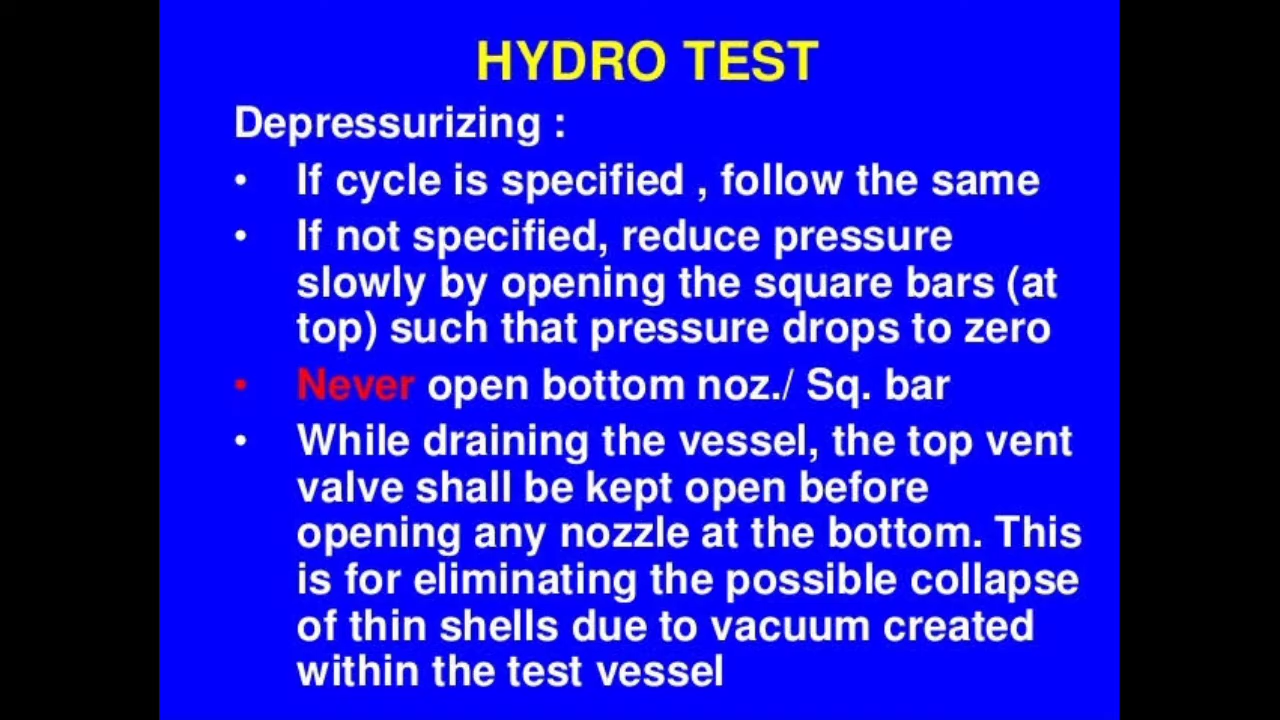 HYDRO TEST
Depressurizing :
• If cycle is specified , follow the same
• If not specified, reduce pressure
slowly by opening the square bars (at
top) such that pressure drops to zero
• Never open bottom noz./ Sq. bar
• While draining the vessel, the top vent
valve shall be kept open before
opening any nozzle at the bottom. This
is for eliminating the possible collapse
of thin shells due to vacuum created
within the test vessel